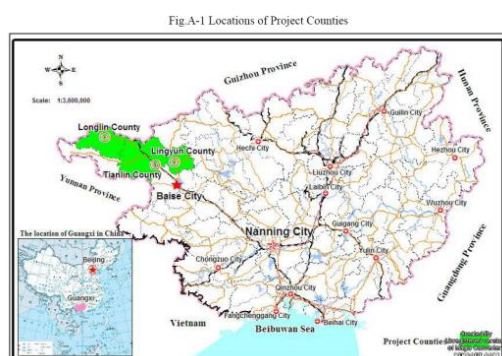 Fig.A-1 Locations of Project Counties
Guizhou Province
Hunan Province
Scale: 1:3,600,000
Guilin City
Longlin County
Lingyun County
Hechi City
Hezhou City
Tianlin County
Liuzhou City
Yunnan Province
Baise City
Laibin City
Wuzhou City
The location of Guangxi in China
Nanning City
Guigang City
Guangdong Province
Beijing
Chongzuo City
Yulin City
Guangxi
Qinzhou City
Vietnam
Fangchenggang City
Beihai City
Beibuwan Sea
Project Counties